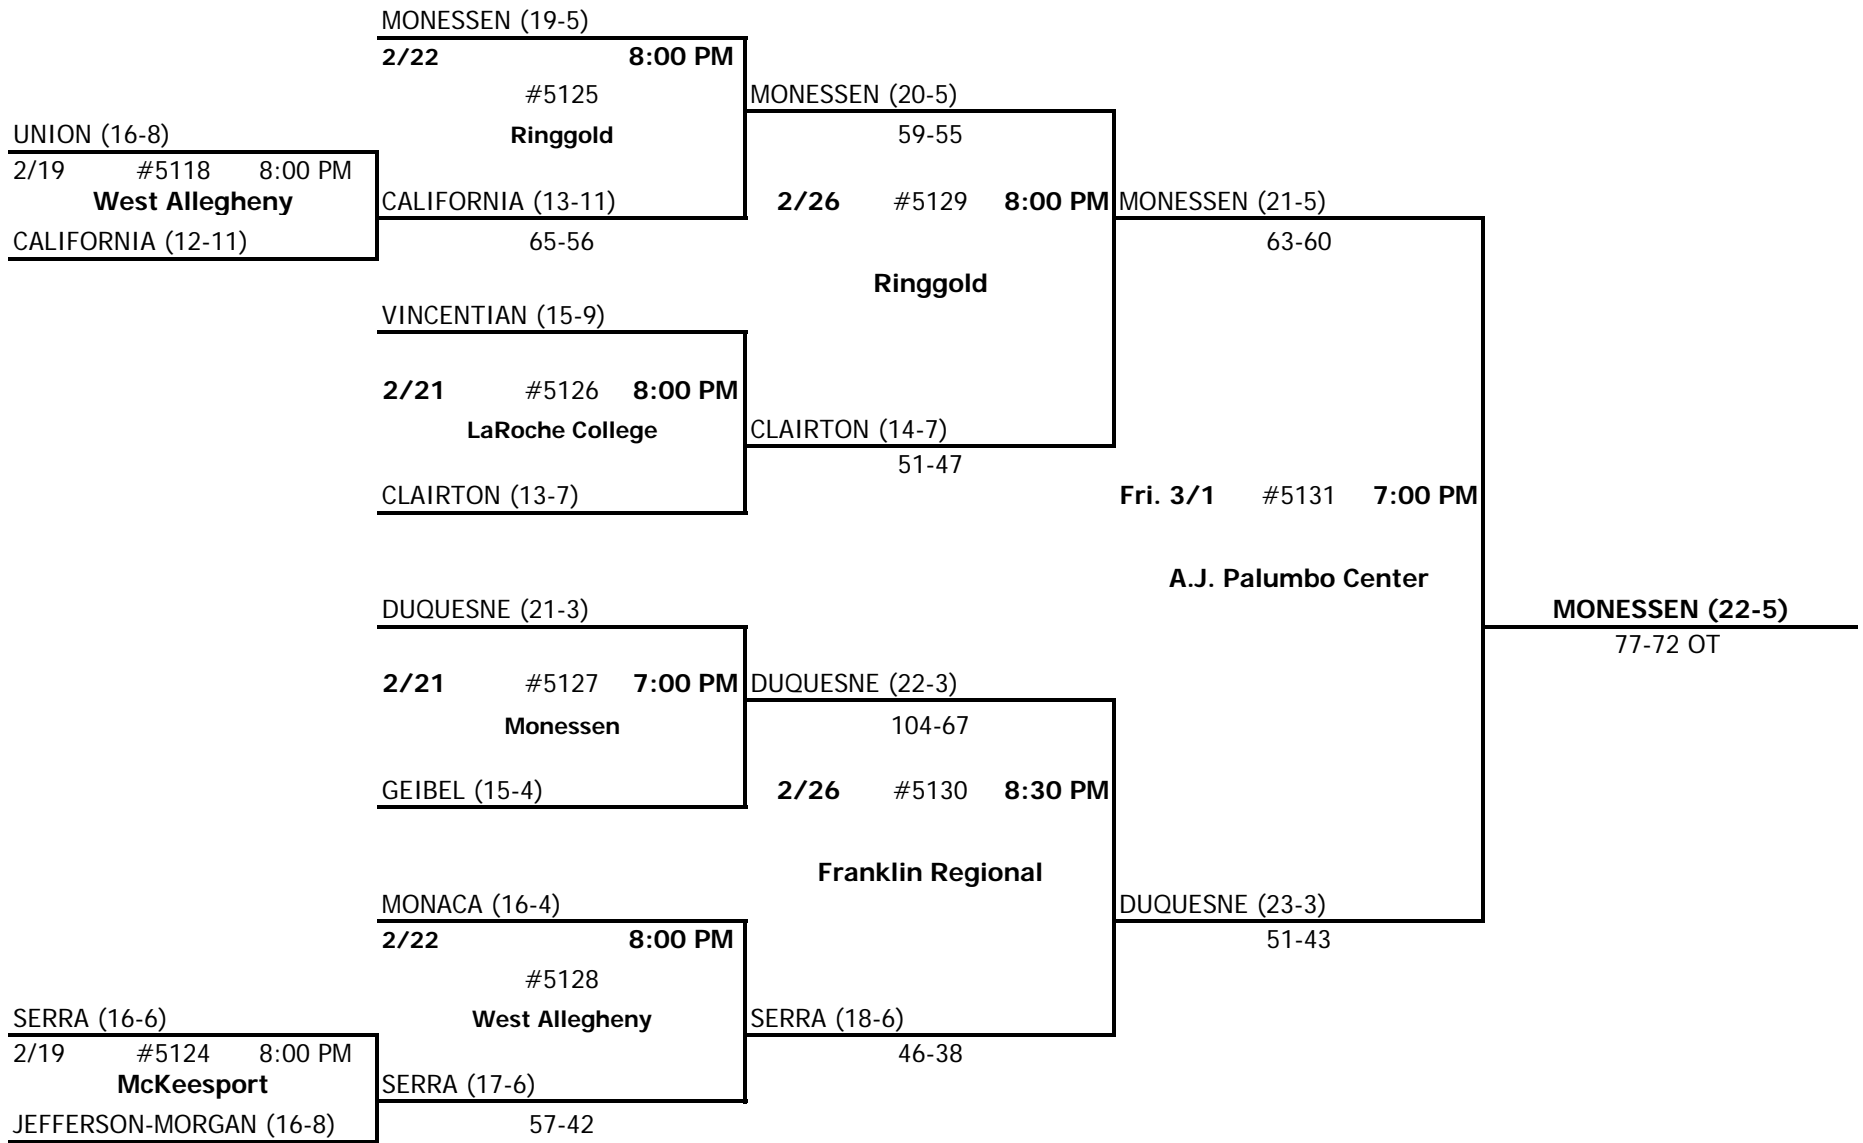 MONESSEN (19-5)
2/22 8:00 PM
#5125
Ringgold
UNION (16-8)
2/19 #5118 8:00 PM
West Allegheny
CALIFORNIA (12-11)
CALIFORNIA (13-11)
65-56
MONESSEN (20-5)
59-55
2/26 #5129 8:00 PM
Ringgold
MONESSEN (21-5)
63-60
VINCENTIAN (15-9)
2/21 #5126 8:00 PM
LaRoche College
CLAIRTON (13-7)
CLAIRTON (14-7)
51-47
Fri. 3/1 #5131 7:00 PM
A.J. Palumbo Center
MONESSEN (22-5)
77-72 OT
DUQUESNE (21-3)
2/21 #5127 7:00 PM
Monessen
GEIBEL (15-4)
DUQUESNE (22-3)
104-67
2/26 #5130 8:30 PM
Franklin Regional
DUQUESNE (23-3)
51-43
MONACA (16-4)
2/22 8:00 PM
#5128
West Allegheny
SERRA (18-6)
46-38
SERRA (16-6)
2/19 #5124 8:00 PM
McKeesport
JEFFERSON-MORGAN (16-8)
SERRA (17-6)
57-42